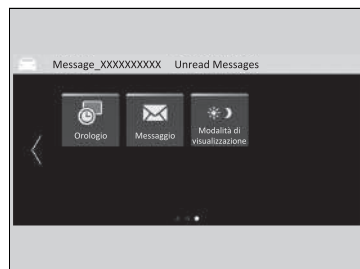 Message_XXXXXXXXXX Unread Messages
Orologio
Messaggio
Modalità di
visualizzazione